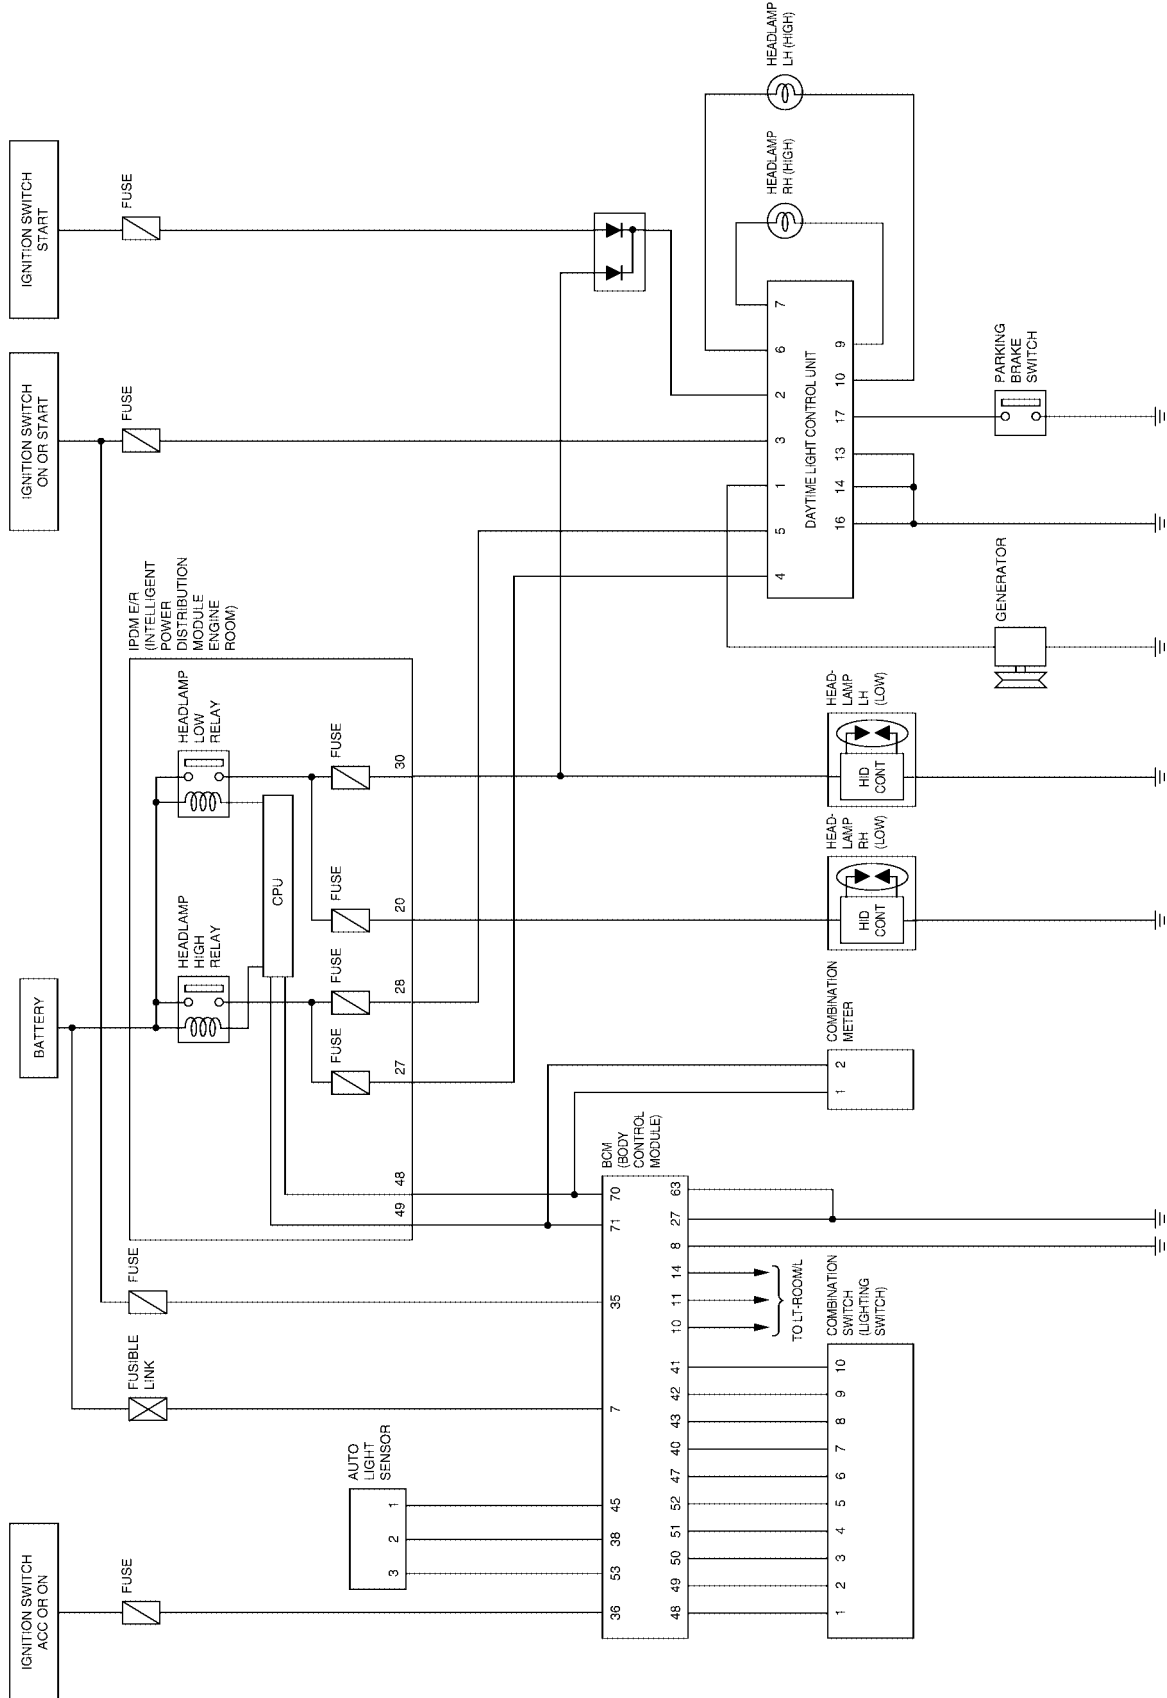 IGNITION SWITCH
ACC OR ON
FUSE
BATTERY
IGNITION SWITCH
ON OR START
FUSE
IGNITION SWITCH
START
FUSE
FUSIBLE
LINK
FUSE
IPDM E/R
(INTELLIGENT
POWER
DISTRIBUTION
MODULE
ENGINE
ROOM)
HEADLAMP
HIGH
RELAY
HEADLAMP
LOW
RELAY
CPU
FUSE
FUSE
FUSE
FUSE
49
48
27
28
20
30
AUTO
LIGHT
SENSOR
3
2
1
36
53
38
45
7
35
71
70
BCM
(BODY
CONTROL
MODULE)
48
49
50
51
52
47
40
43
42
41
10
11
14
8
27
63
TO LT-ROOM/L
1
2
3
4
5
6
7
8
9
10
COMBINATION
SWITCH
(LIGHTING
SWITCH)
1
2
COMBINATION
METER
HID
CONT
HEAD-
LAMP
RH
(LOW)
HID
CONT
HEAD-
LAMP
LH
(LOW)
4
5
1
3
2
6
7
DAYTIME LIGHT CONTROL UNIT
16
14
13
17
10
9
HEADLAMP
RH (HIGH)
HEADLAMP
LH (HIGH)
GENERATOR
PARKING
BRAKE
SWITCH